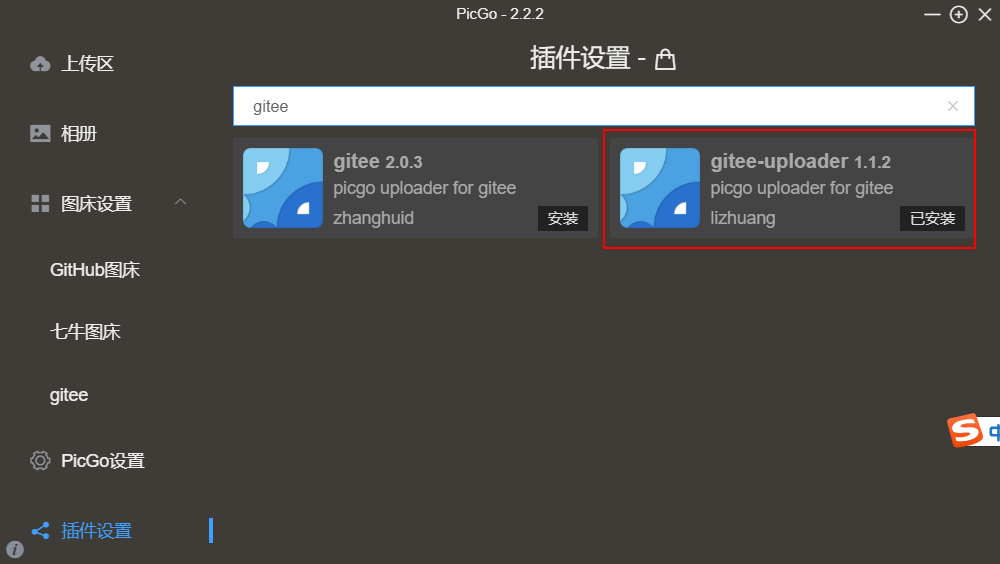 PicGo - 2.2.2
上传区
相册
图床设置
GitHub图床
七牛图床
gitee
PicGo设置
插件设置
插件设置 -
gitee
gitee 2.0.3
picgo uploader for gitee
zhanghuid
安装
gitee-uploader 1.1.2
picgo uploader for gitee
lizhuang
已安装
S